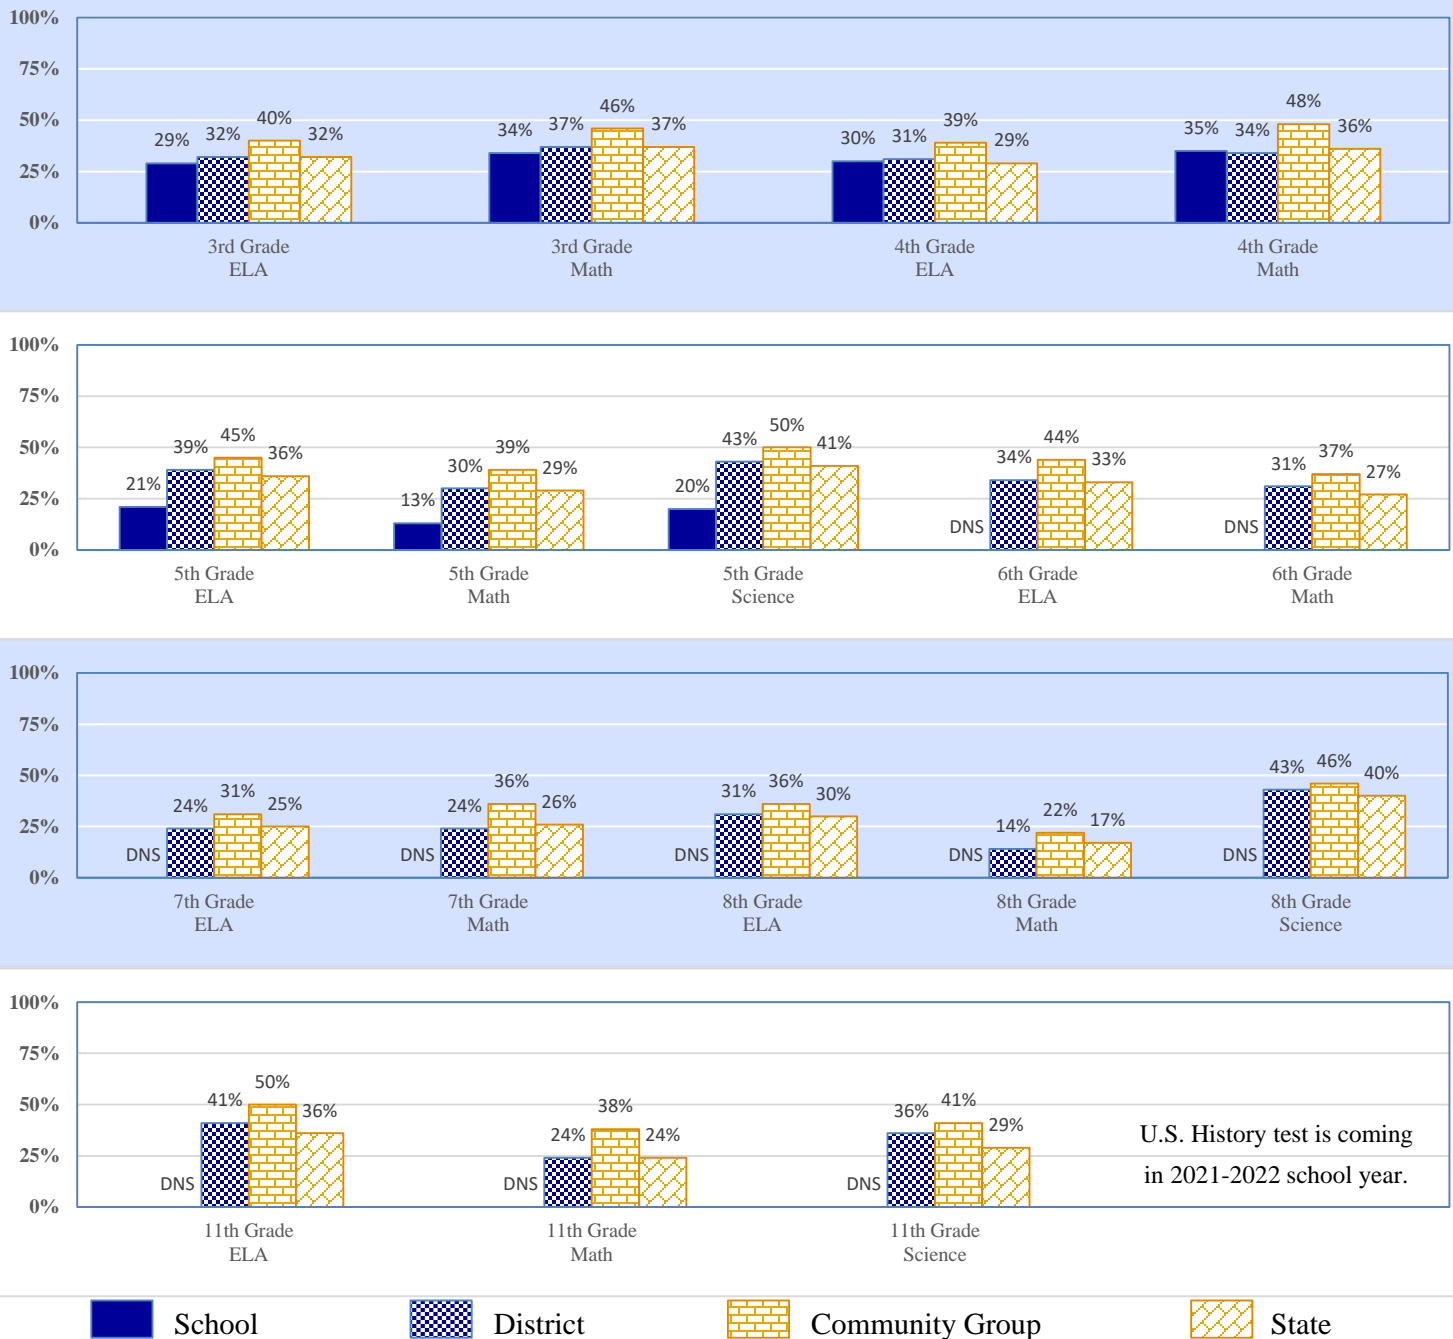 100%
75%
50%
25%
0%
29% 32% 40% 32%
34% 37% 46% 37%
30% 31% 39% 29%
35% 34% 48% 36%
3rd Grade
ELA
3rd Grade
Math
4th Grade
ELA
4th Grade
Math
100%
75%
50%
25%
0%
21% 39% 45% 36%
13% 30% 39% 29%
20% 43% 50% 41%
DNS 34% 44% 33%
DNS 31% 37% 27%
5th Grade
ELA
5th Grade
Math
5th Grade
Science
6th Grade
ELA
6th Grade
Math
100%
75%
50%
25%
0%
DNS 24% 31% 25%
DNS 24% 36% 26%
DNS 31% 36% 30%
DNS 14% 22% 17%
DNS 43% 46% 40%
7th Grade
ELA
7th Grade
Math
8th Grade
ELA
8th Grade
Math
8th Grade
Science
100%
75%
50%
25%
0%
DNS 41% 50% 36%
DNS 24% 38% 24%
DNS 36% 41% 29%
U.S. History test is coming
in 2021-2022 school year.
11th Grade
ELA
11th Grade
Math
11th Grade
Science
School District Community Group State